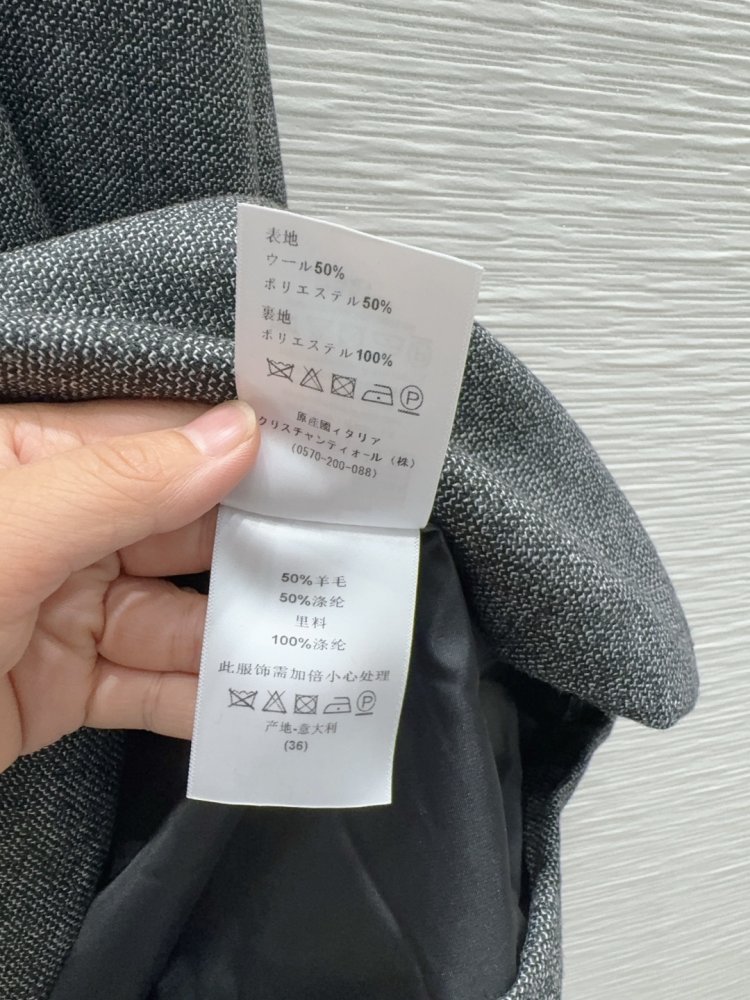 表地
ウール50%
ポリエステル50%
裏地
ポリエステル100%
P
原産國ィタリア
クリスチャンティオール（株）
(0570-200-088)
50%羊毛
50%涤纶
里料
100%涤纶
此服饰需加倍小心处理
P
产地-意大利
(36)